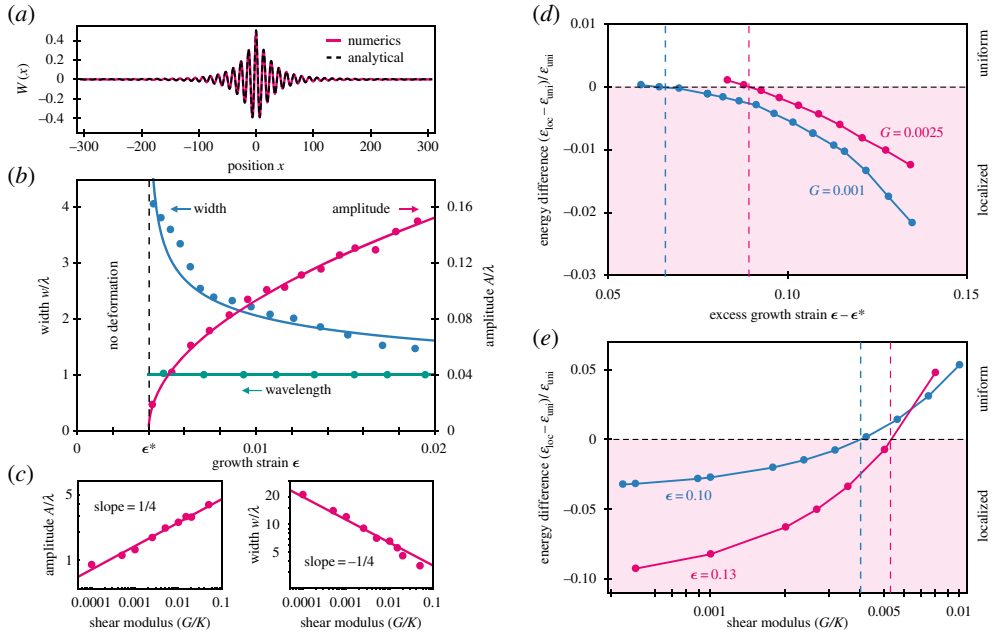 (a)
0.4
0.2
0
−0.2
−0.4
W (x)
numerics
analytical
−300 −200 −100 0 100 200 300
position x
(b)
4
3
2
1
0
width w/λ
no deformation
width
amplitude
wavelength
0.16
0.12
0.08
0.04
0
amplitude A/λ
0 ϵ* 0.01 0.02
growth strain ϵ
(c)
5
1
amplitude A/λ
slope = 1/4
0.0001 0.001 0.01 0.1
shear modulus (G/K)
20
10
5
width w/λ
slope = −1/4
0.0001 0.001 0.01 0.1
shear modulus (G/K)
(d)
0.01
0
−0.01
−0.02
−0.03
energy difference (ℰloc − ℰuni)/ ℰuni
G = 0.0025
G = 0.001
uniform
localized
0.05 0.10 0.15
excess growth strain ϵ − ϵ*
(e)
0.05
0
−0.05
−0.10
energy difference (ℰloc − ℰuni)/ ℰuni
ϵ = 0.10
ϵ = 0.13
uniform
localized
0.001 0.005 0.01
shear modulus (G/K)